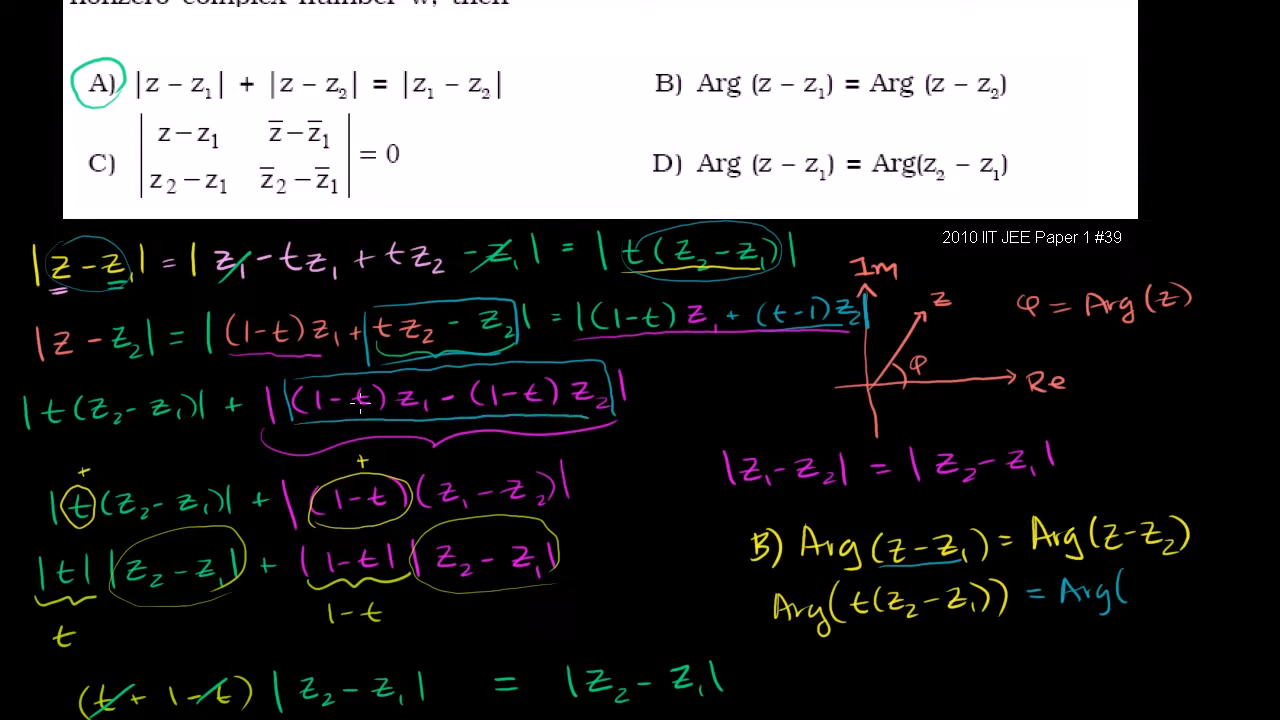 nonzero complex number w, then
A) |z − z₁| + |z − z₂| = |z₁ − z₂|
B) Arg (z − z₁) = Arg (z − z₂)
C) | z − z₁  z̅ − z̅₁ |
| z₂ − z₁  z̅₂ − z̅₁ | = 0
D) Arg (z − z₁) = Arg(z₂ − z₁)
2010 IIT JEE Paper 1 #39
|z − z₁| = |z₁ − tz₁ + tz₂ − z₁| = |t(z₂ − z₁)|
|z − z₂| = |(1−t)z₁ + tz₂ − z₂| = |(1−t)z₁ + (t−1)z₂|
|t(z₂ − z₁)| + |(1−t)z₁ − (1−t)z₂|
+ +
|t(z₂ − z₁)| + |(1−t)(z₁ − z₂)|
|t||z₂ − z₁| + |1−t||z₂ − z₁|
t
1−t
(t + 1 − t)|z₂ − z₁| = |z₂ − z₁|
Im
z
φ = Arg(z)
φ
Re
|z₁ − z₂| = |z₂ − z₁|
B) Arg(z − z₁) = Arg(z − z₂)
Arg(t(z₂ − z₁)) = Arg(